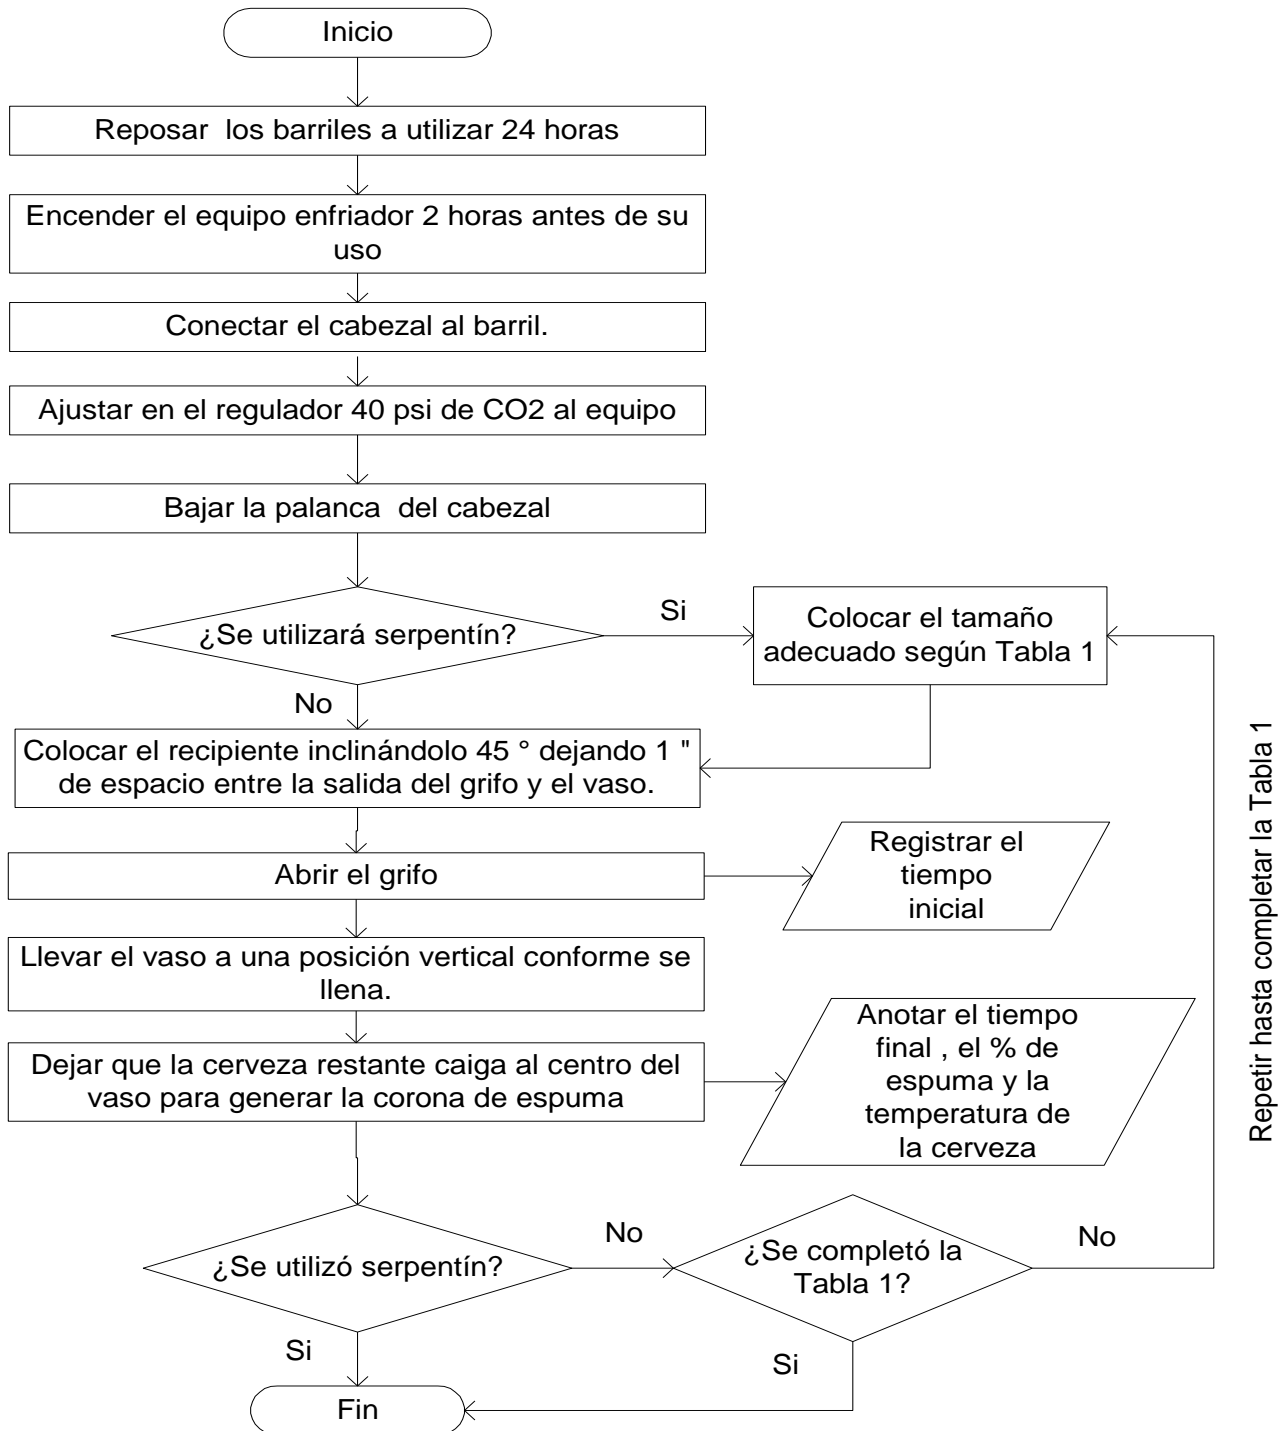 Inicio
Reposar los barriles a utilizar 24 horas
Encender el equipo enfriador 2 horas antes de su
uso
Conectar el cabezal al barril.
Ajustar en el regulador 40 psi de CO2 al equipo
Bajar la palanca del cabezal
¿Se utilizará serpentín?
Si
Colocar el tamaño
adecuado según Tabla 1
No
Colocar el recipiente inclinándolo 45 ° dejando 1 "
de espacio entre la salida del grifo y el vaso.
Abrir el grifo
Registrar el
tiempo
inicial
Llevar el vaso a una posición vertical conforme se
llena.
Dejar que la cerveza restante caiga al centro del
vaso para generar la corona de espuma
Anotar el tiempo
final , el % de
espuma y la
temperatura de
la cerveza
Repetir hasta completar la Tabla 1
¿Se utilizó serpentín?
No
¿Se completó la
Tabla 1?
No
Si
Si
Fin